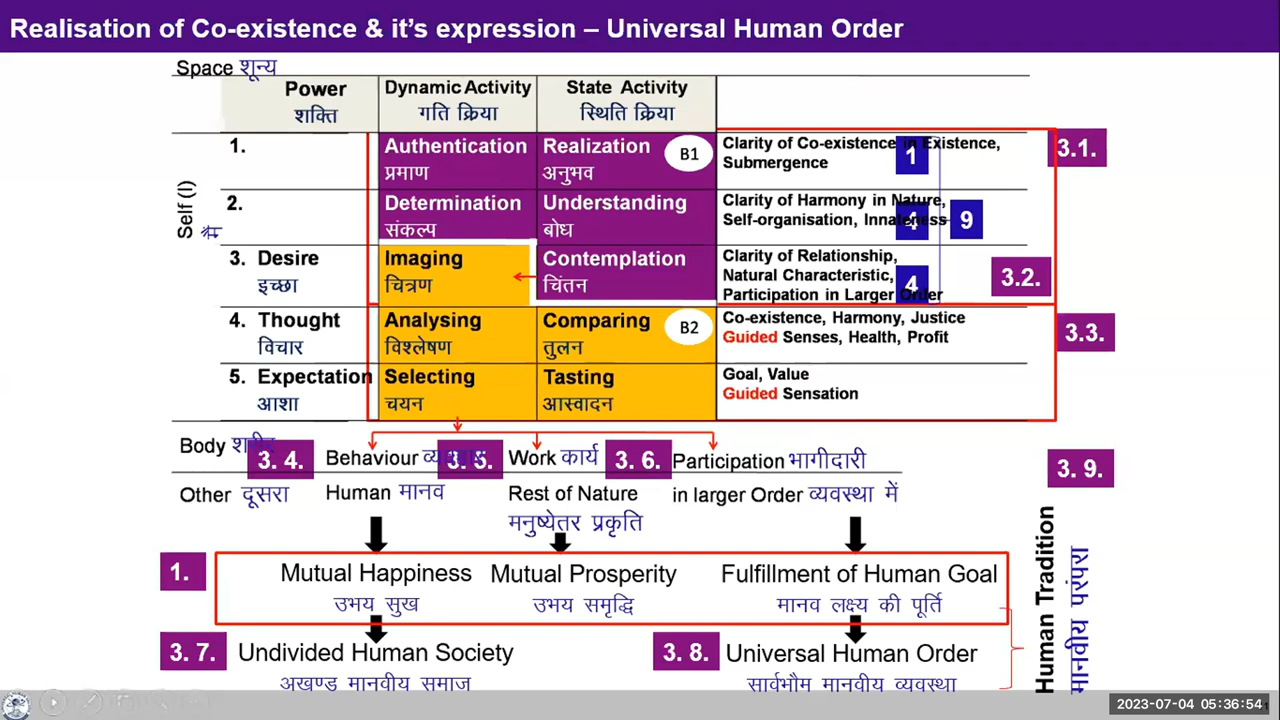 Realisation of Co-existence & it's expression – Universal Human Order
Space शून्य
Power
शक्ति
Dynamic Activity
गति क्रिया
State Activity
स्थिति क्रिया
Self (I)
मैं
1.
Authentication
प्रमाण
Realization
अनुभव
B1
Clarity of Co-existence in Existence,
Submergence
1
3.1.
2.
Determination
संकल्प
Understanding
बोध
Clarity of Harmony in Nature,
Self-organisation, Innateness
4
9
3. Desire
इच्छा
Imaging
चित्रण
Contemplation
चिंतन
Clarity of Relationship,
Natural Characteristic,
Participation in Larger Order
4
3.2.
4. Thought
विचार
Analysing
विश्लेषण
Comparing
तुलन
B2
Co-existence, Harmony, Justice
Guided Senses, Health, Profit
3.3.
5. Expectation
आशा
Selecting
चयन
Tasting
आस्वादन
Goal, Value
Guided Sensation
Body शरीर
3. 4.
Behaviour व्यवहार
3. 5.
Work कार्य
3. 6.
Participation भागीदारी
3. 9.
Other दूसरा
Human मानव
Rest of Nature
मनुष्येतर प्रकृति
in larger Order व्यवस्था में
1.
Mutual Happiness
उभय सुख
Mutual Prosperity
उभय समृद्धि
Fulfillment of Human Goal
मानव लक्ष्य की पूर्ति
3. 7.
Undivided Human Society
अखण्ड मानवीय समाज
3. 8.
Universal Human Order
सार्वभौम मानवीय व्यवस्था
Human Tradition
मानवीय परंपरा
2023-07-04 05:36:54